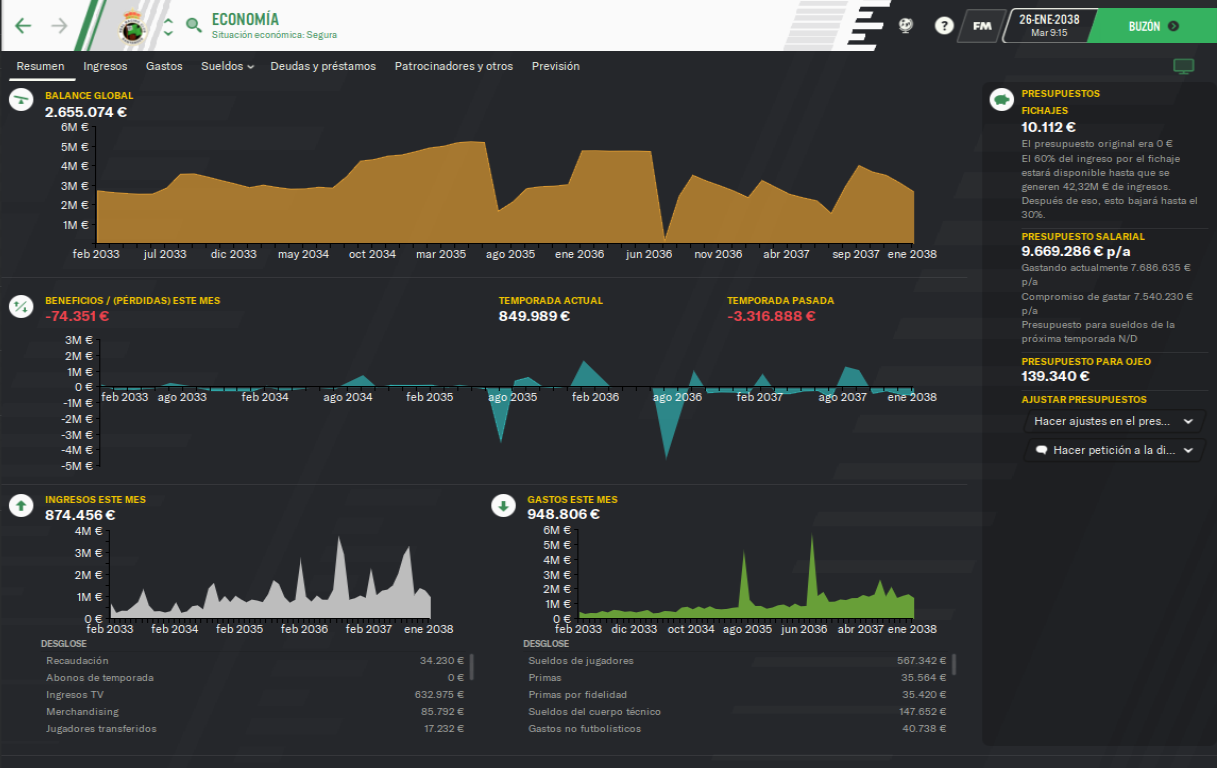 ECONOMÍA
Situación económica: Segura
?
FM
26-ENE-2038
Mar 9:15
BUZÓN
Resumen
Ingresos
Gastos
Sueldos
Deudas y préstamos
Patrocinadores y otros
Previsión
BALANCE GLOBAL
2.655.074 €
6M €
5M €
4M €
3M €
2M €
1M €
feb 2033 jul 2033 dic 2033 may 2034 oct 2034 mar 2035 ago 2035 ene 2036 jun 2036 nov 2036 abr 2037 sep 2037 ene 2038
BENEFICIOS / (PÉRDIDAS) ESTE MES
-74.351 €
TEMPORADA ACTUAL
849.989 €
TEMPORADA PASADA
-3.316.888 €
3M €
2M €
1M €
0 €
-1M €
-2M €
-3M €
-4M €
-5M €
feb 2033 ago 2033 feb 2034 ago 2034 feb 2035 ago 2035 feb 2036 ago 2036 feb 2037 ago 2037 ene 2038
INGRESOS ESTE MES
874.456 €
4M €
3M €
2M €
1M €
0 €
feb 2033 feb 2034 feb 2035 feb 2036 feb 2037 ene 2038
DESGLOSE
Recaudación 34.230 €
Abonos de temporada 0 €
Ingresos TV 632.975 €
Merchandising 85.792 €
Jugadores transferidos 17.232 €
GASTOS ESTE MES
948.806 €
6M €
5M €
4M €
3M €
2M €
1M €
0 €
feb 2033 dic 2033 oct 2034 ago 2035 jun 2036 abr 2037 ene 2038
DESGLOSE
Sueldos de jugadores 567.342 €
Primas 35.564 €
Primas por fidelidad 35.420 €
Sueldos del cuerpo técnico 147.652 €
Gastos no futbolísticos 40.738 €
PRESUPUESTOS
FICHAJES
10.112 €
El presupuesto original era 0 €
El 60% del ingreso por el fichaje
estará disponible hasta que se
generen 42,32M € de ingresos.
Después de eso, esto bajará hasta el
30%.
PRESUPUESTO SALARIAL
9.669.286 € p/a
Gastando actualmente 7.686.635 €
p/a
Compromiso de gastar 7.540.230 €
p/a
Presupuesto para sueldos de la
próxima temporada N/D
PRESUPUESTO PARA OJEO
139.340 €
AJUSTAR PRESUPUESTOS
Hacer ajustes en el pres...
Hacer petición a la di...